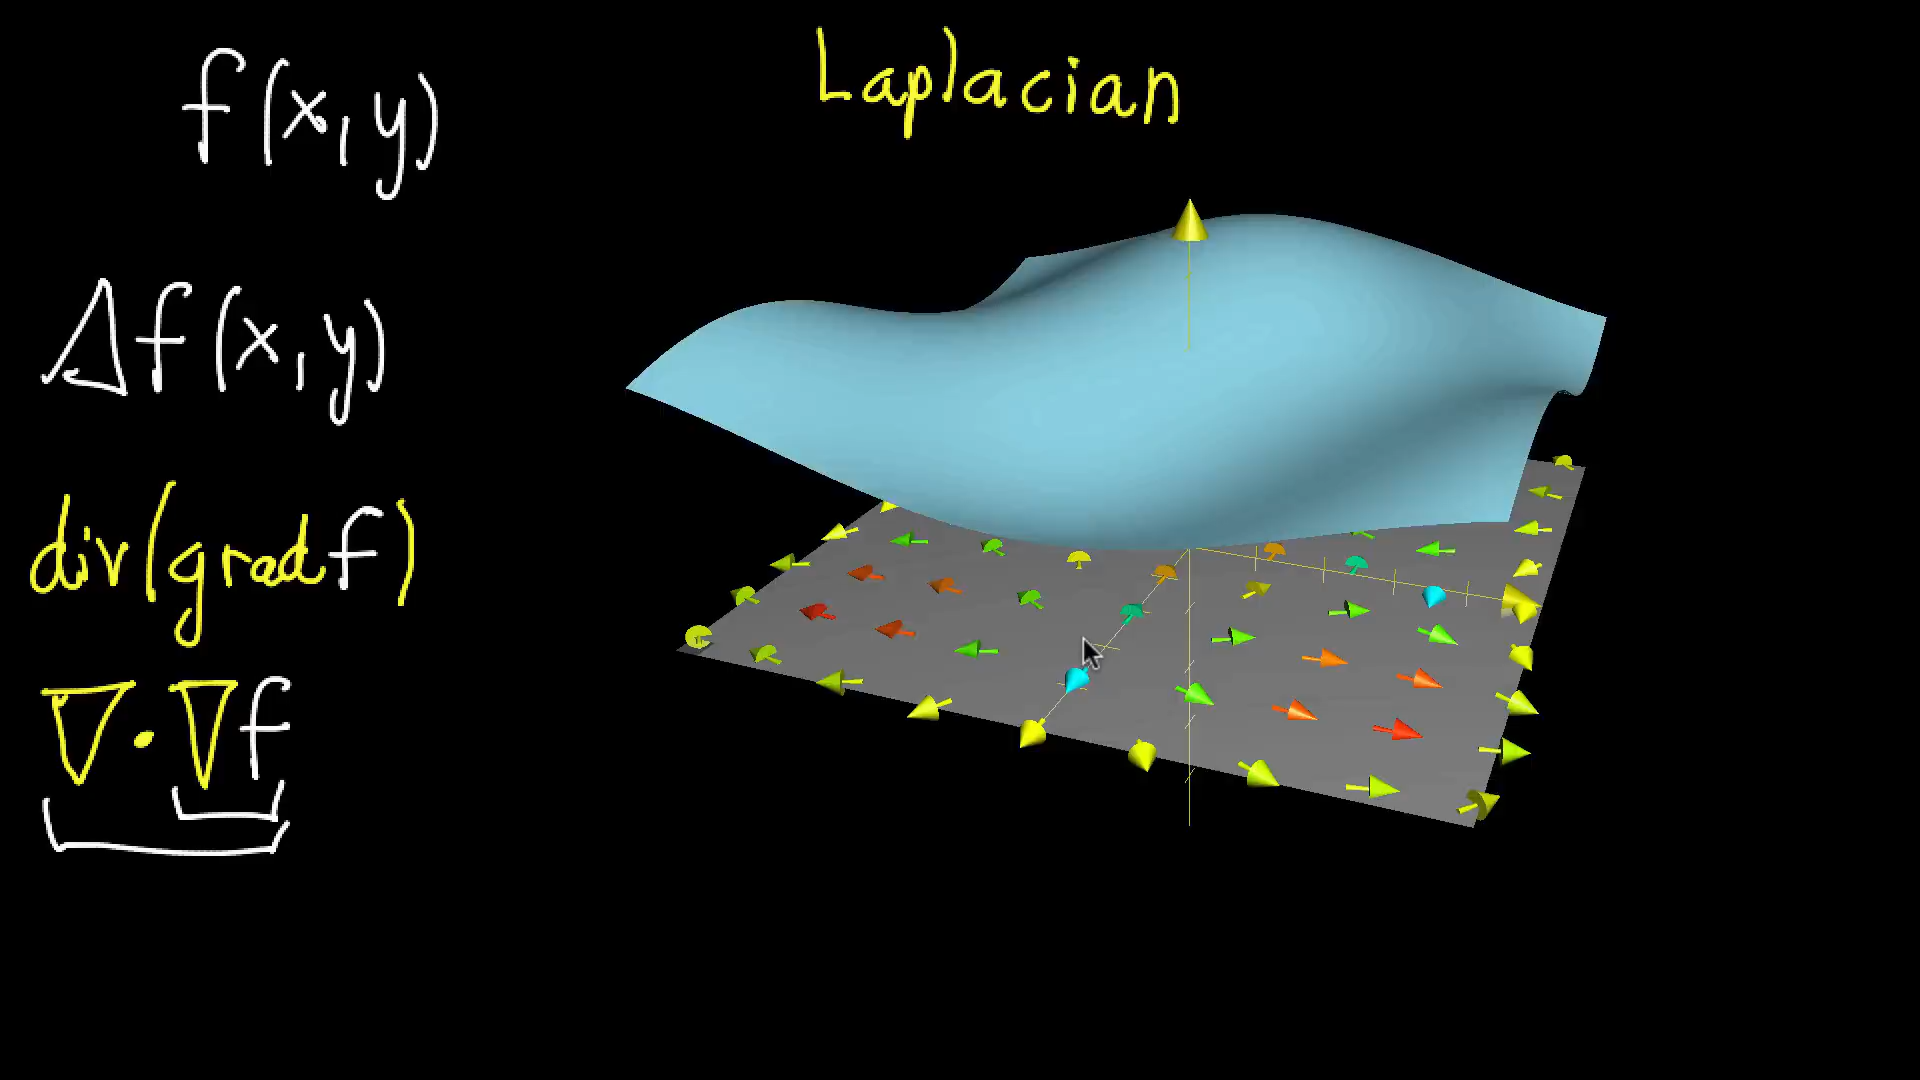 Laplacian
f(x,y)
Δf(x,y)
div(grad f)
∇·∇f